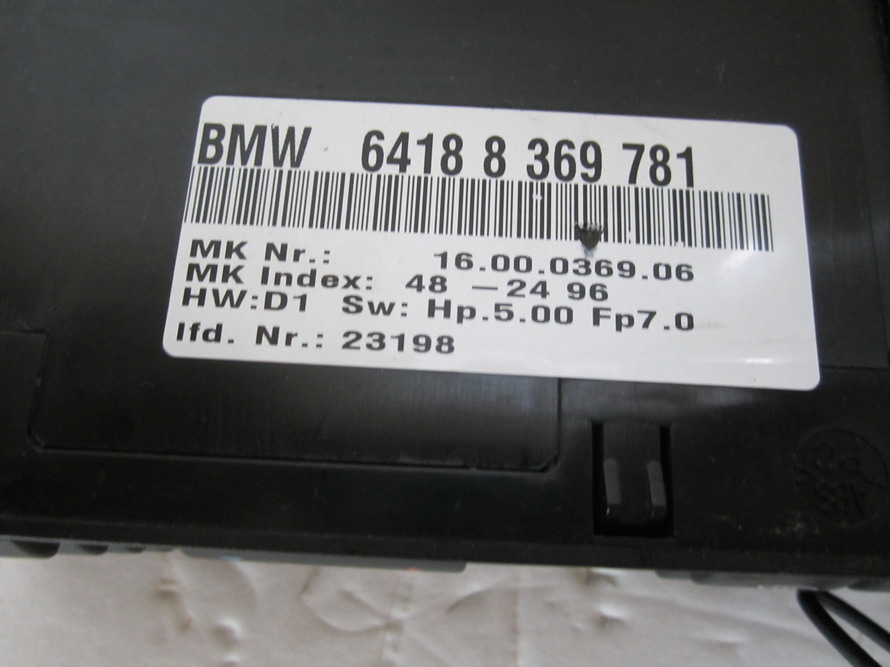 BMW 6418 8 369 781
MK Nr.: 16.00.0369.06
MK Index: 48 -24 96
HW:D1 Sw: Hp.5.00 Fp7.0
lfd. Nr.: 23198